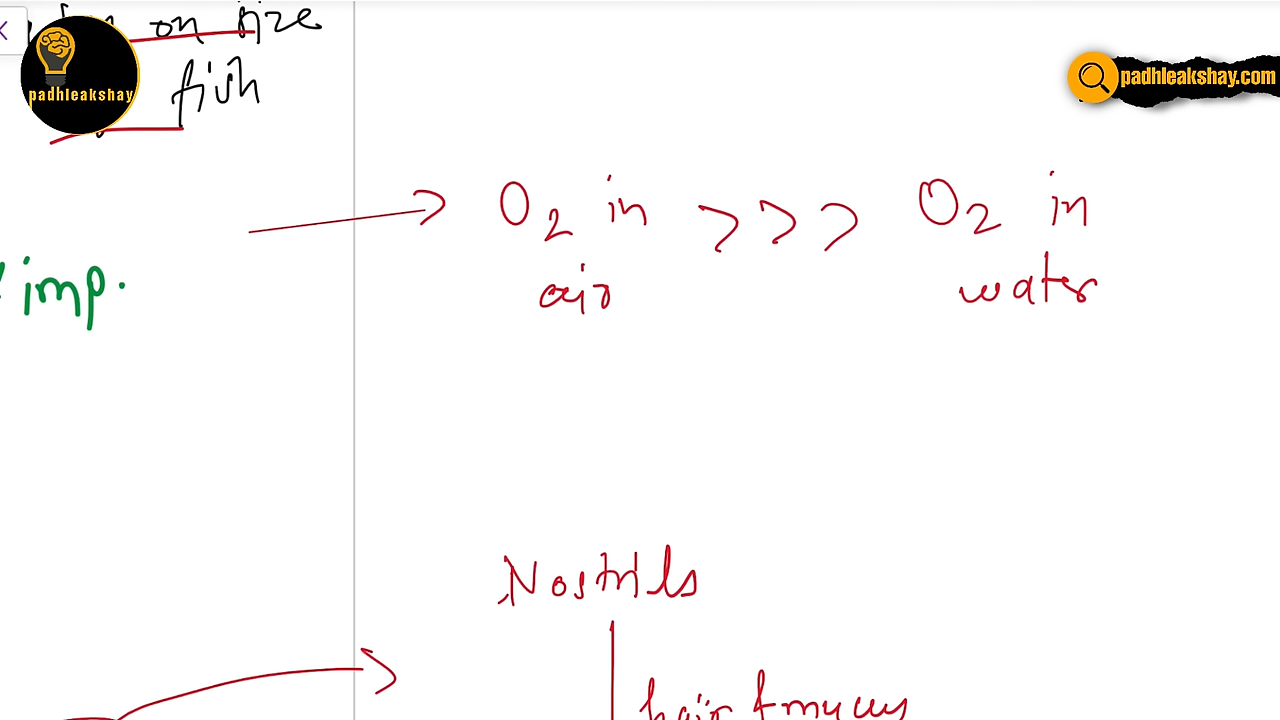 on size
fish
padhleakshay
padhleakshay.com
O2 in >>> O2 in
air water
imp.
Nostrils
hair & mucus